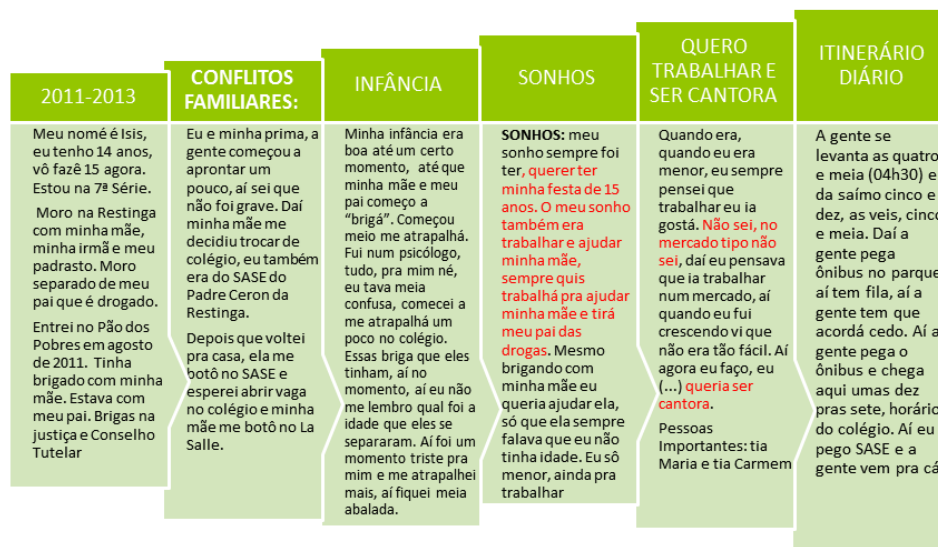 2011-2013
Meu nomé é Isis,
eu tenho 14 anos,
vô fazê 15 agora.
Estou na 7ª Série.
Moro na Restinga
com minha mãe,
minha irmã e meu
padrasto. Moro
separado de meu
pai que é drogado.
Entrei no Pão dos
Pobres em agosto
de 2011. Tinha
brigado com minha
mãe. Estava com
meu pai. Brigas na
justiça e Conselho
Tutelar
CONFLITOS
FAMILIARES:
Eu e minha prima, a
gente começou a
aprontar um
pouco, aí sei que
não foi grave. Daí
minha mãe me
decidiu trocar de
colégio, eu também
era do SASE do
Padre Ceron da
Restinga.
Depois que voltei
pra casa, ela me
botô no SASE e
esperei abrir vaga
no colégio e minha
mãe me botô no La
Salle.
INFÂNCIA
Minha infância era
boa até um certo
momento, até que
minha mãe e meu
pai começo a
“brigá”. Começou
meio me atrapalhá.
Fui num psicólogo,
tudo, pra mim né,
eu tava meia
confusa, comecei a
me atrapalhá um
poco no colégio.
Essas briga que eles
tinham, aí no
momento, aí eu não
me lembro qual foi a
idade que eles se
separaram. Aí foi um
momento triste pra
mim e me atrapalhei
mais, aí fiquei meia
abalada.
SONHOS
SONHOS: meu
sonho sempre foi
ter, querer ter
minha festa de 15
anos. O meu sonho
também era
trabalhar e ajudar
minha mãe,
sempre quis
trabalhá pra ajudar
minha mãe e tirá
meu pai das
drogas. Mesmo
brigando com
minha mãe eu
queria ajudar ela,
só que ela sempre
falava que eu não
tinha idade. Eu sô
menor, ainda pra
trabalhar
QUERO
TRABALHAR E
SER CANTORA
Quando era,
quando eu era
menor, eu sempre
pensei que
trabalhar eu ia
gostá. Não sei, no
mercado tipo não
sei, daí eu pensava
que ia trabalhar
num mercado, aí
quando eu fui
crescendo vi que
não era tão fácil. Aí
agora eu faço, eu
(...) queria ser
cantora.
Pessoas
Importantes: tia
Maria e tia Carmem
ITINERÁRIO
DIÁRIO
A gente se
levanta as quatro
e meia (04h30) e
da saímo cinco e
dez, as veis, cinco
e meia. Daí a
gente pega
ônibus no parque
aí tem fila, aí a
gente tem que
acordá cedo. Aí a
gente pega o
ônibus e chega
aqui umas dez
pras sete, horário
do colégio. Aí eu
pego SASE e a
gente vem pra cá